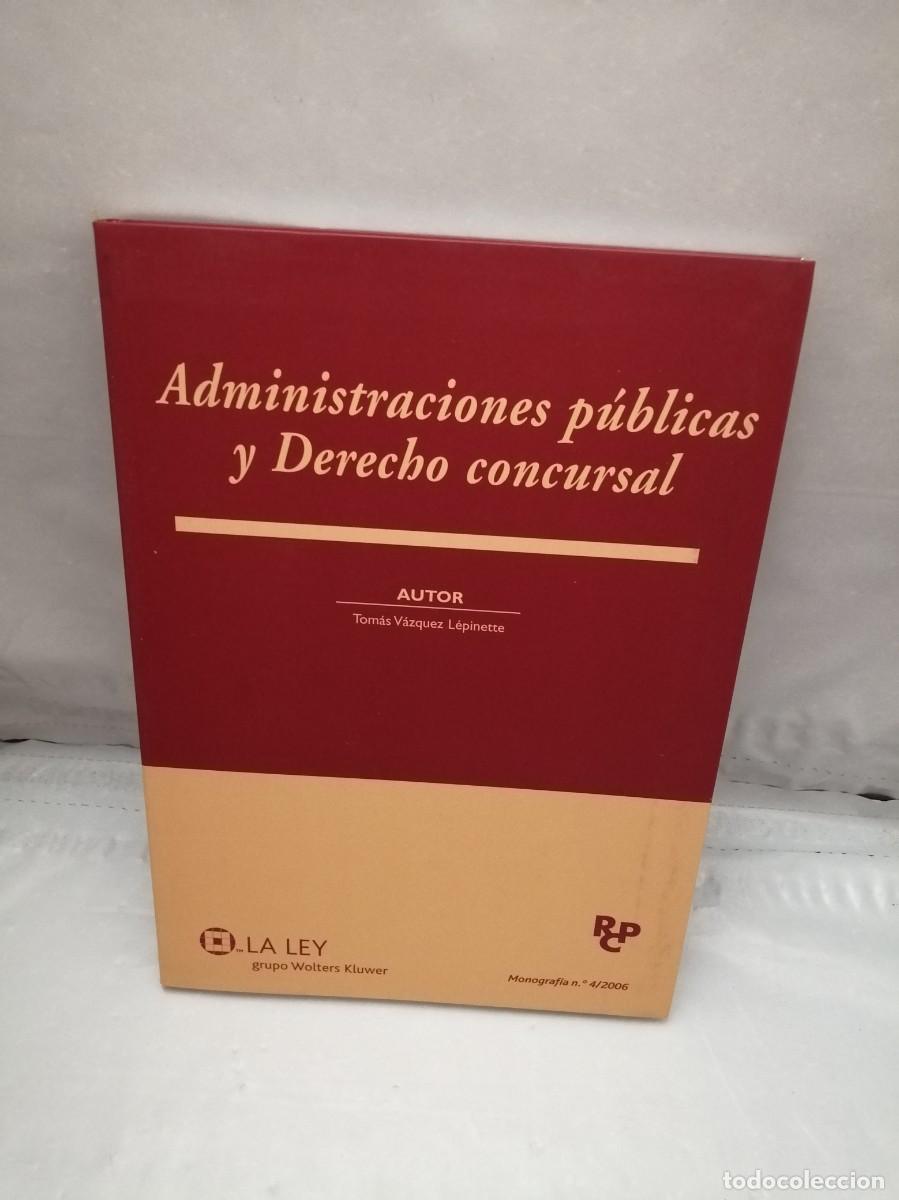 Administraciones públicas
y Derecho concursal
AUTOR
Tomás Vázquez Lépinette
LA LEY
grupo Wolters Kluwer
RCP
Monografía n.º 4/2006
todocoleccion